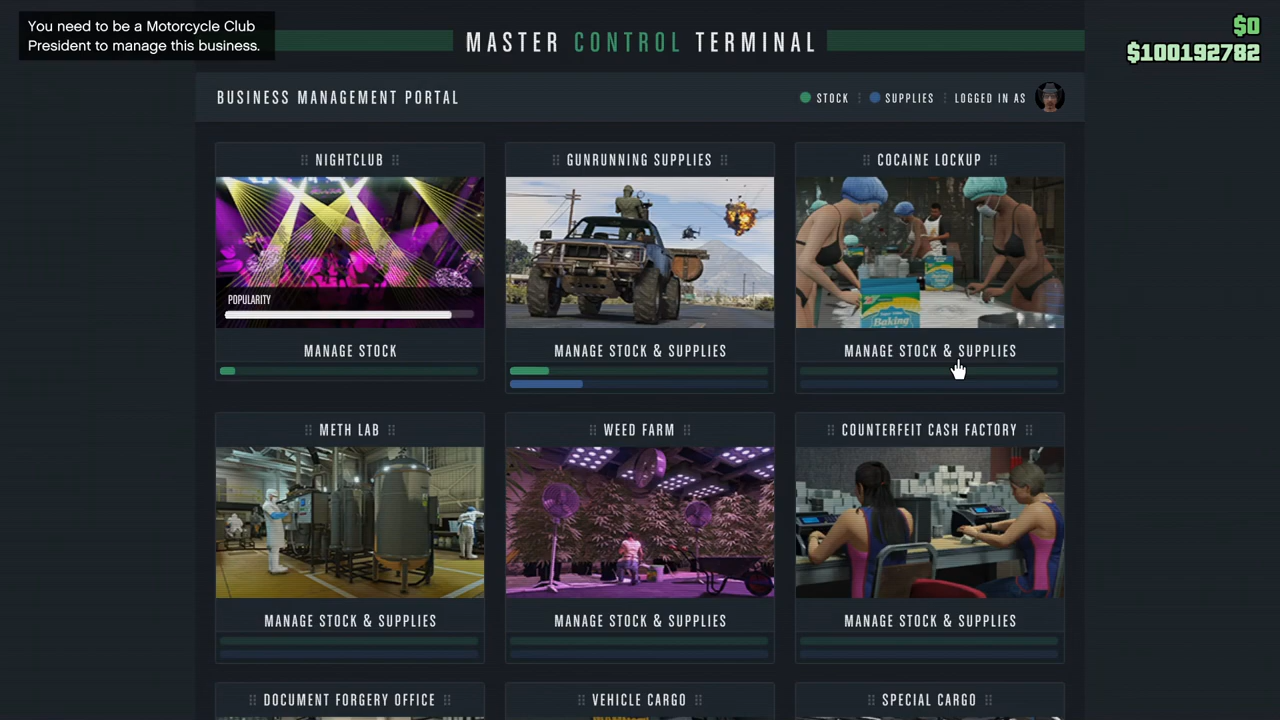 You need to be a Motorcycle Club
President to manage this business.
MASTER CONTROL TERMINAL
$0
$100192782
BUSINESS MANAGEMENT PORTAL
STOCK
SUPPLIES
LOGGED IN AS
NIGHTCLUB
GUNRUNNING SUPPLIES
COCAINE LOCKUP
POPULARITY
Baking
MANAGE STOCK
MANAGE STOCK & SUPPLIES
MANAGE STOCK & SUPPLIES
METH LAB
WEED FARM
COUNTERFEIT CASH FACTORY
MANAGE STOCK & SUPPLIES
MANAGE STOCK & SUPPLIES
MANAGE STOCK & SUPPLIES
DOCUMENT FORGERY OFFICE
VEHICLE CARGO
SPECIAL CARGO